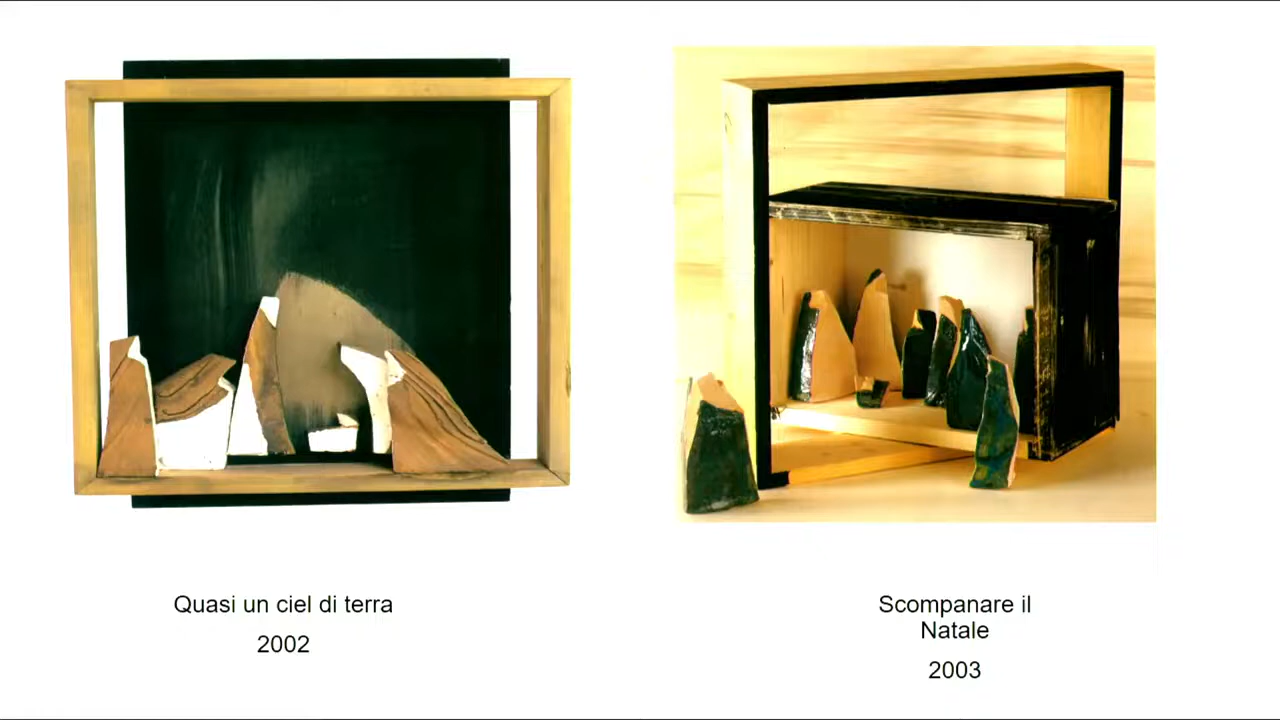 Quasi un ciel di terra
2002
Scompanare il
Natale
2003